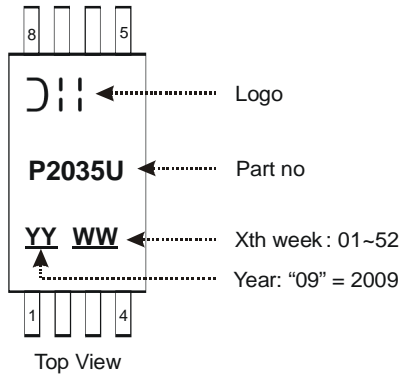 8 5
Logo
P2035U Part no
YY WW Xth week : 01~52
Year: “09” = 2009
1 4
Top View